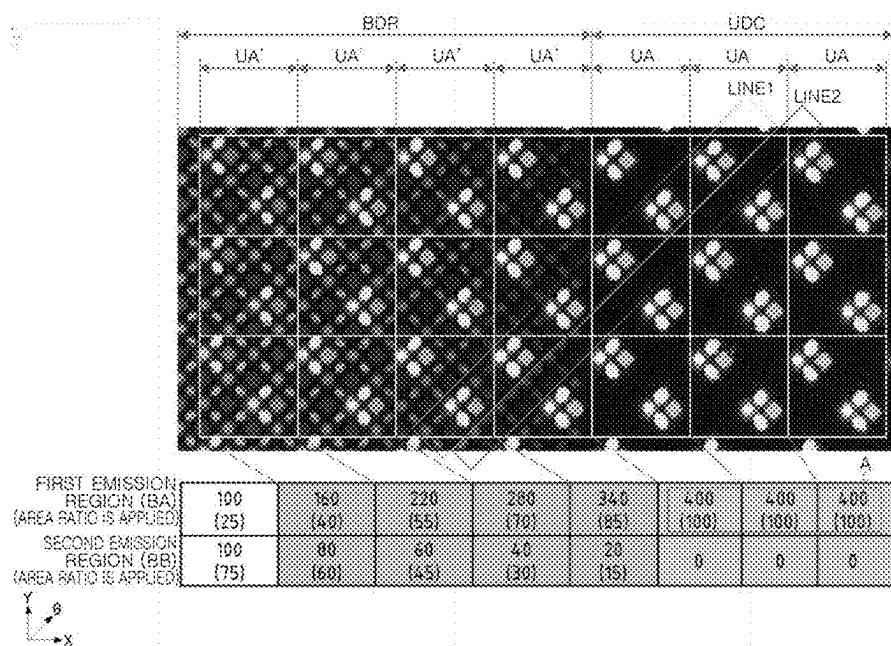 BDR UDC
UA' UA' UA' UA' UA UA UA
LINE1 LINE2
A
FIRST EMISSION REGION (BA) (AREA RATIO IS APPLIED) 100 (25) 160 (40) 220 (55) 280 (70) 340 (85) 400 (100) 400 (100) 400 (100)
SECOND EMISSION REGION (BB) (AREA RATIO IS APPLIED) 100 (75) 80 (60) 60 (45) 40 (30) 20 (15) 0 0 0
Y
θ
X